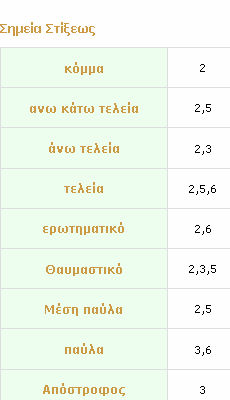 Σημεία Στίξεως
κόμμα 2
ανω κάτω τελεία 2,5
άνω τελεία 2,3
τελεία 2,5,6
ερωτηματικό 2,6
Θαυμαστικό 2,3,5
Μέση παύλα 2,5
παύλα 3,6
Απόστροφος 3